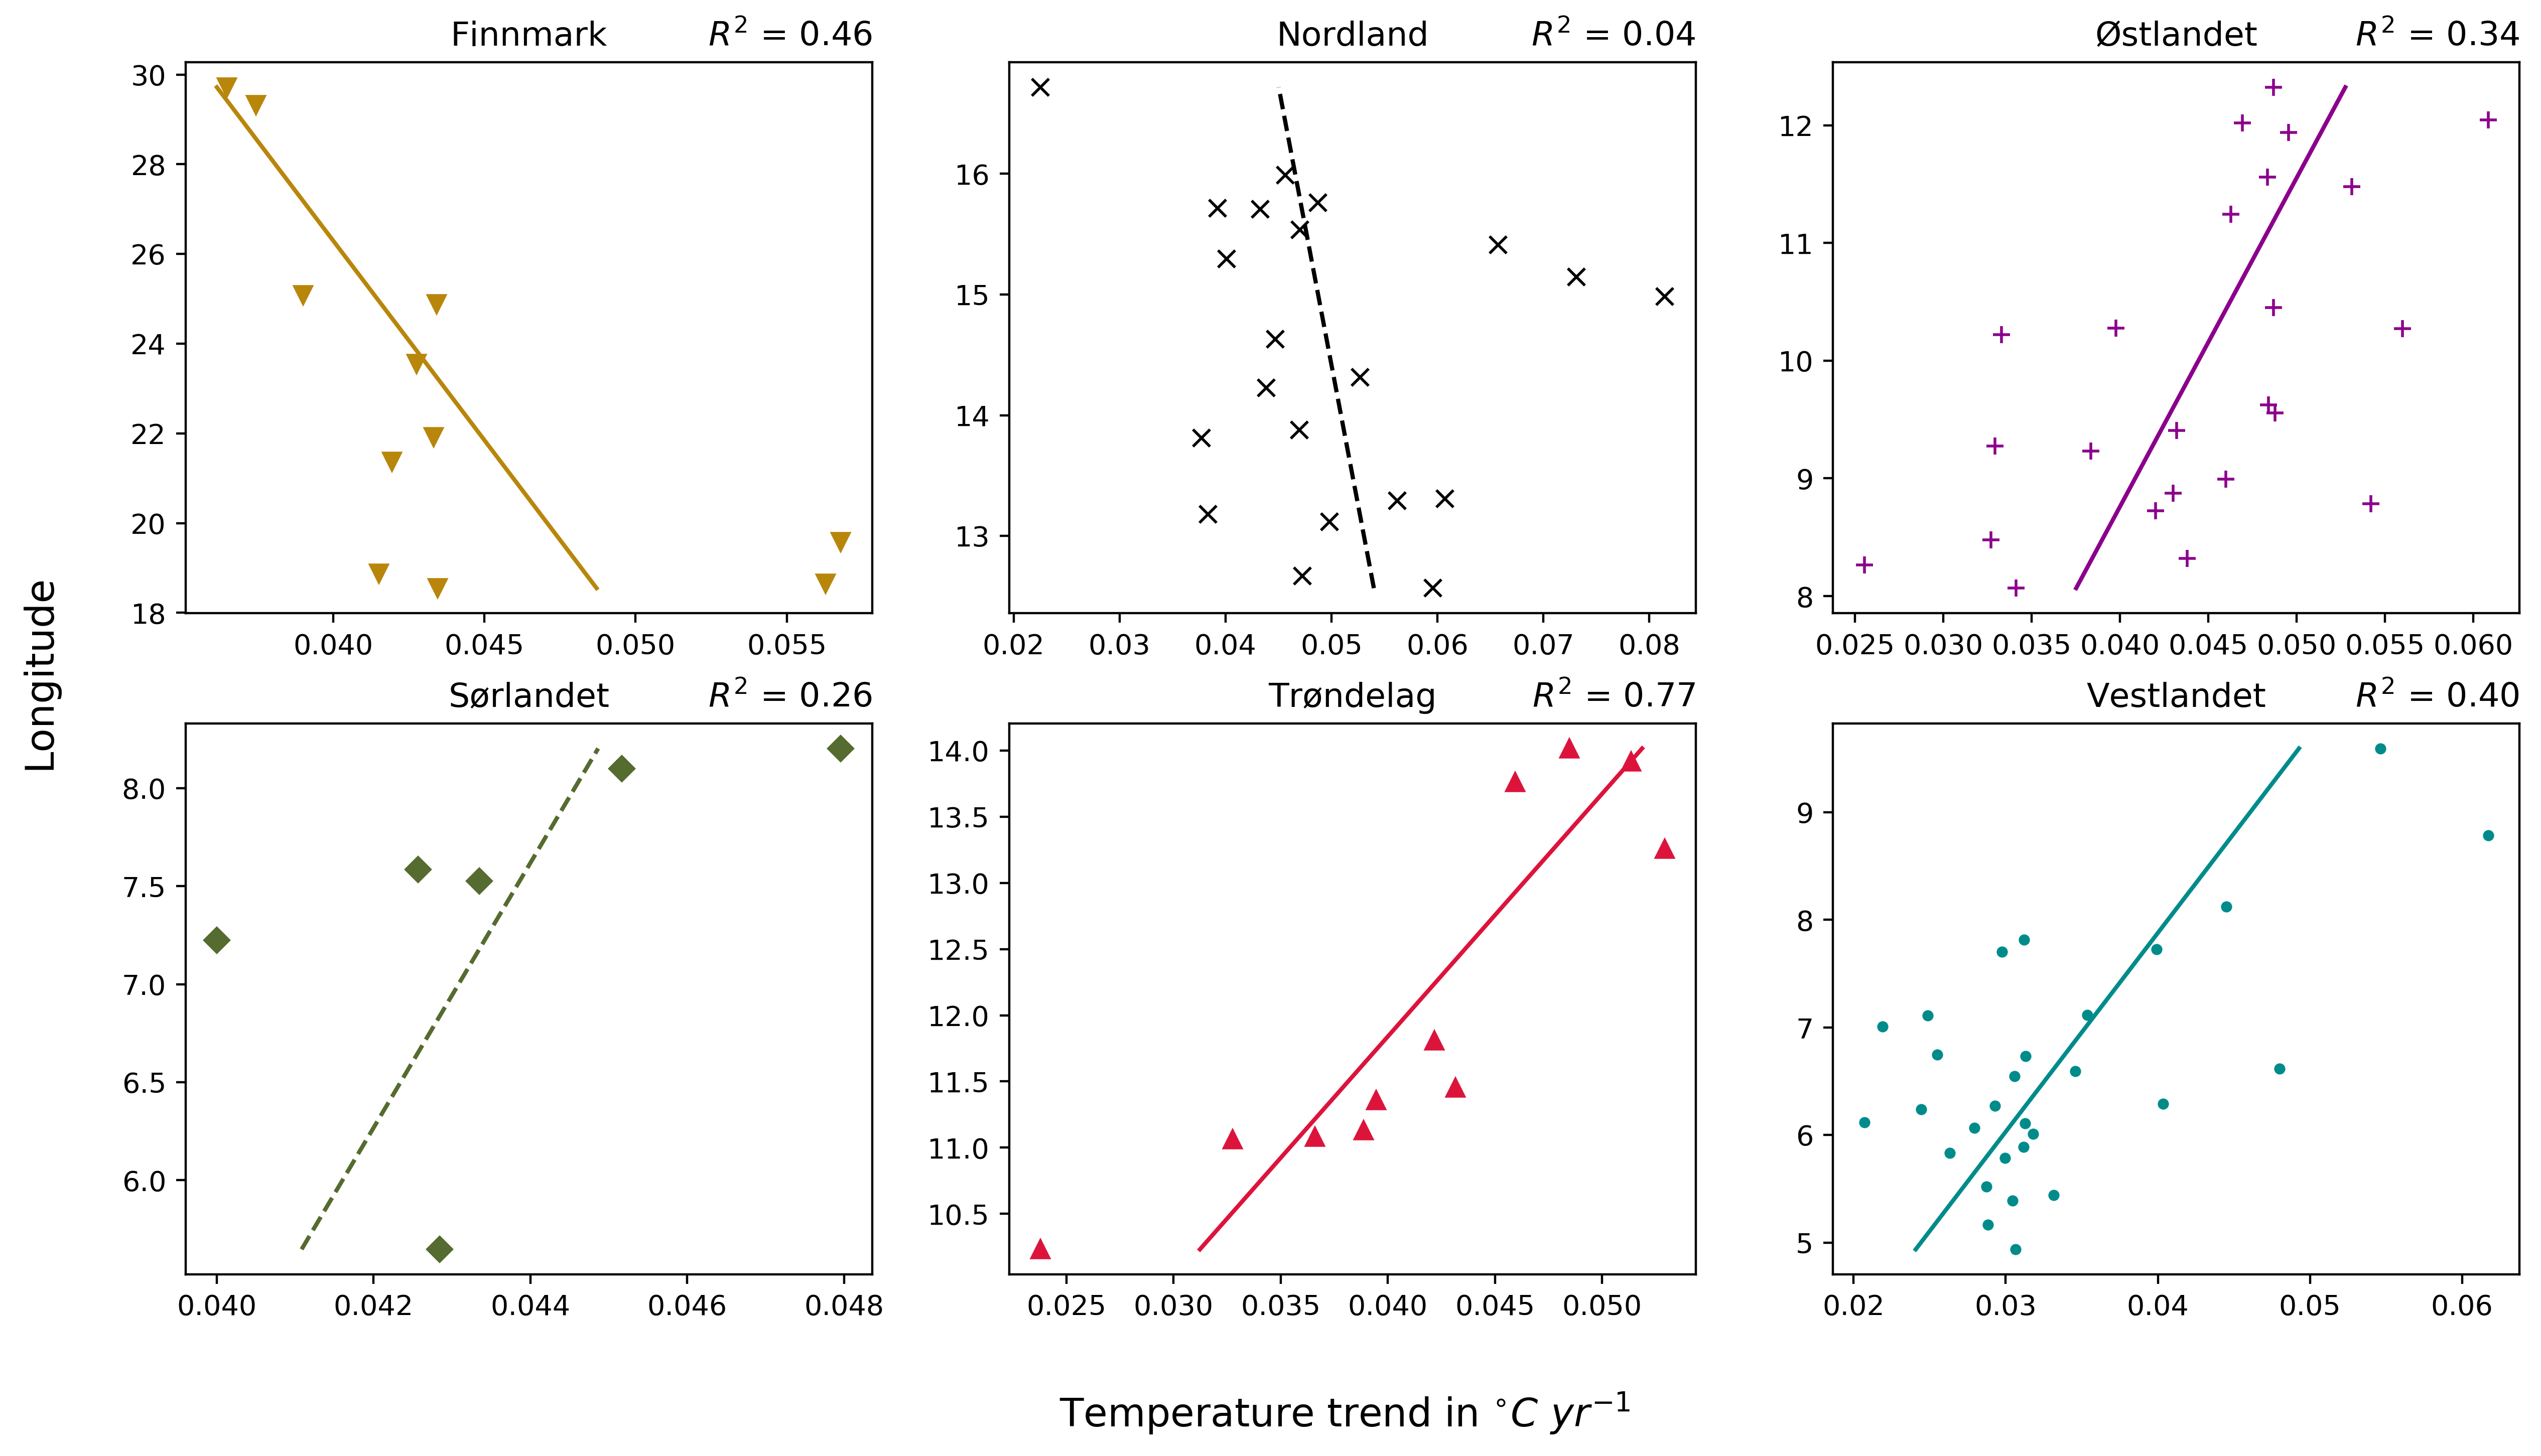 Finnmark R² = 0.46
Nordland R² = 0.04
Østlandet R² = 0.34
30
28
26
24
22
20
18
0.040 0.045 0.050 0.055
16
15
14
13
0.02 0.03 0.04 0.05 0.06 0.07 0.08
12
11
10
9
8
0.025 0.030 0.035 0.040 0.045 0.050 0.055 0.060
Longitude
Sørlandet R² = 0.26
Trøndelag R² = 0.77
Vestlandet R² = 0.40
8.0
7.5
7.0
6.5
6.0
0.040 0.042 0.044 0.046 0.048
14.0
13.5
13.0
12.5
12.0
11.5
11.0
10.5
0.025 0.030 0.035 0.040 0.045 0.050
9
8
7
6
5
0.02 0.03 0.04 0.05 0.06
Temperature trend in °C yr⁻¹